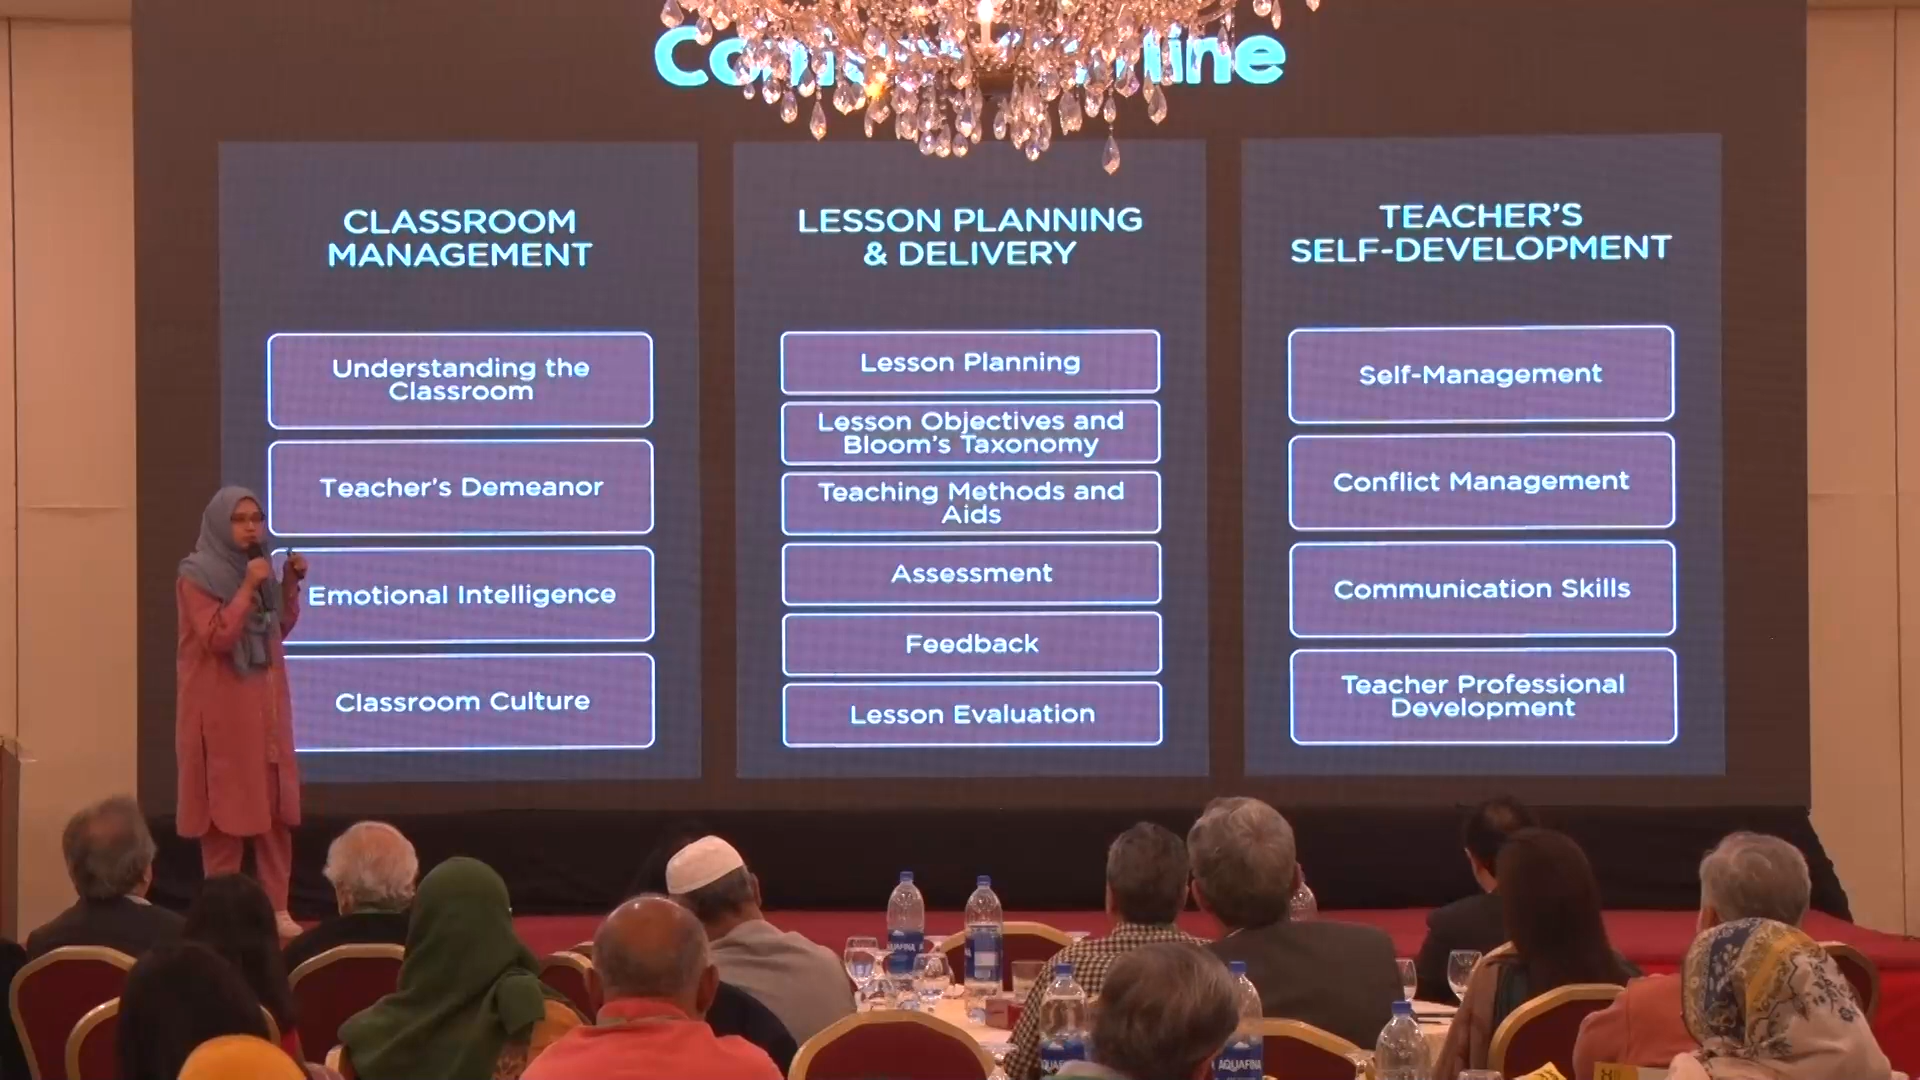 CLASSROOM
MANAGEMENT
Understanding the
Classroom
Teacher's Demeanor
Emotional Intelligence
Classroom Culture
LESSON PLANNING
& DELIVERY
Lesson Planning
Lesson Objectives and
Bloom's Taxonomy
Teaching Methods and
Aids
Assessment
Feedback
Lesson Evaluation
TEACHER'S
SELF-DEVELOPMENT
Self-Management
Conflict Management
Communication Skills
Teacher Professional
Development
AQUAFINA